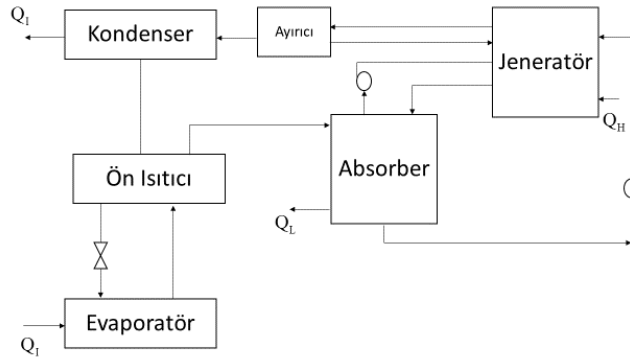 Q_I
Kondenser
Ayırıcı
Jeneratör
Q_H
Absorber
Ön Isıtıcı
Q_L
Evaporatör
Q_I